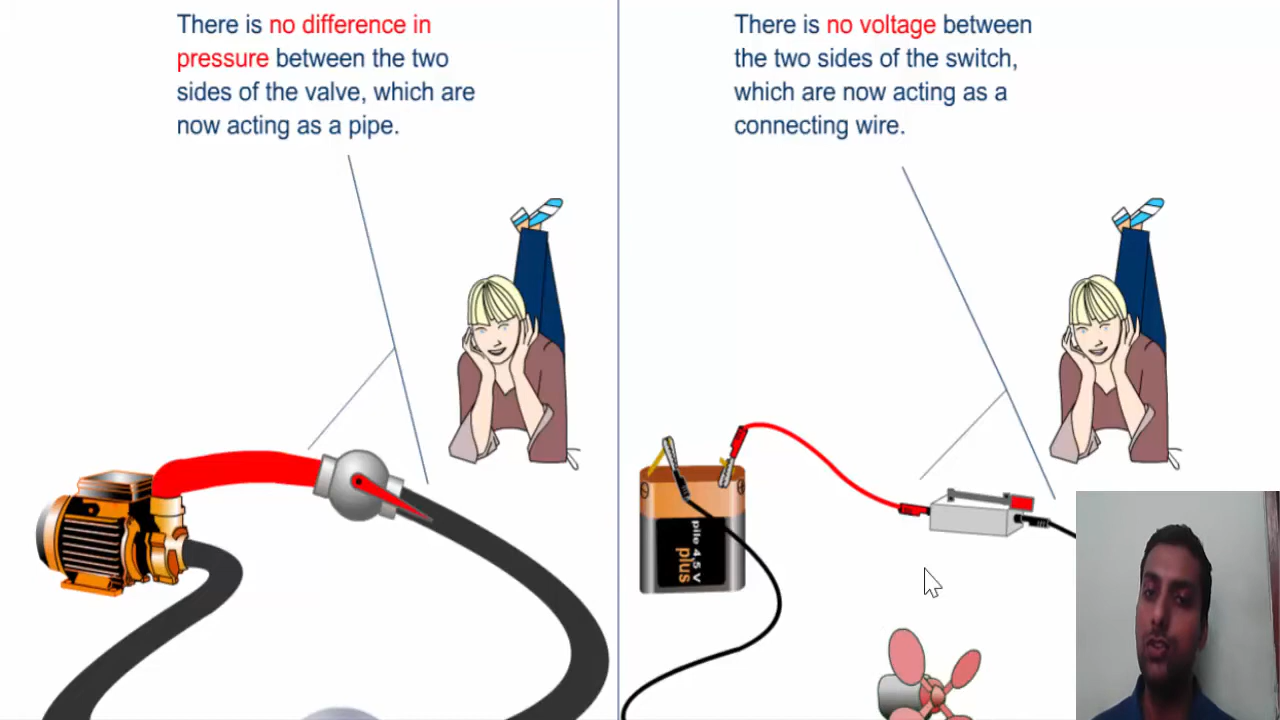 There is no difference in
pressure between the two
sides of the valve, which are
now acting as a pipe.
There is no voltage between
the two sides of the switch,
which are now acting as a
connecting wire.
pile 4,5 V
plus